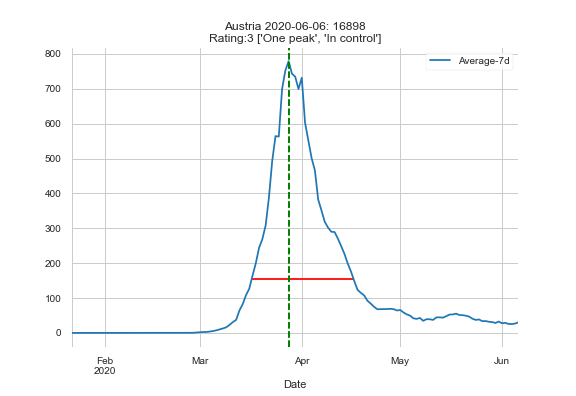 Austria 2020-06-06: 16898
Rating:3 ['One peak', 'In control']
Average-7d
800
700
600
500
400
300
200
100
0
Feb
2020
Mar
Apr
May
Jun
Date